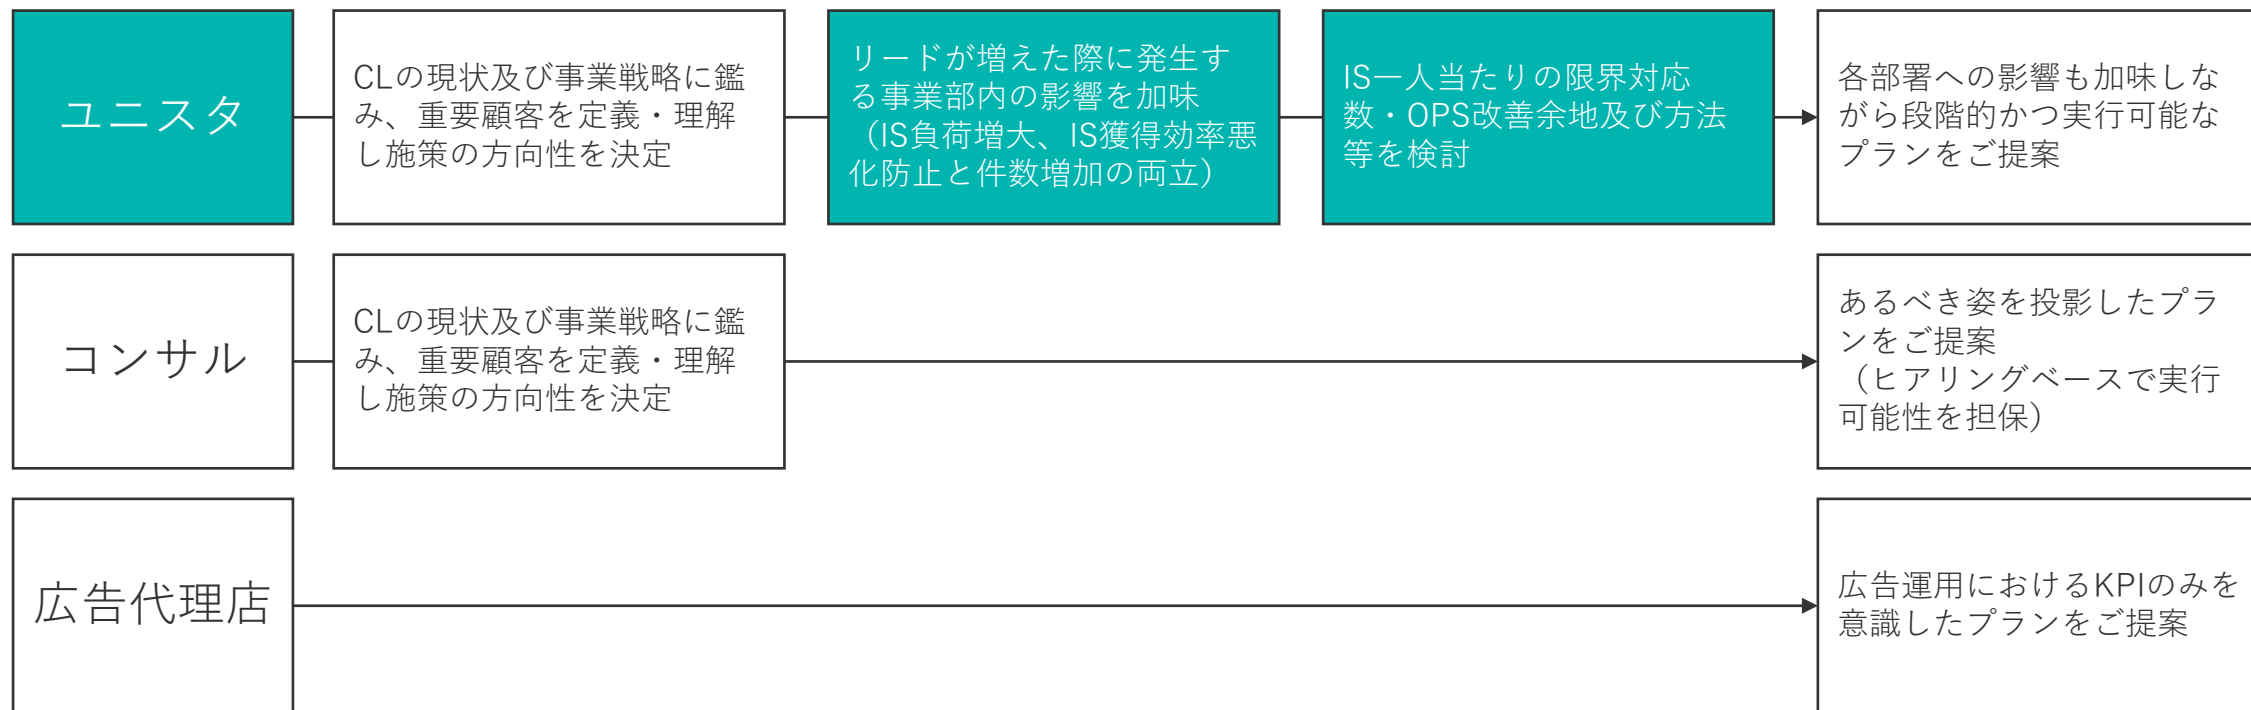 ユニスタ
CLの現状及び事業戦略に鑑
み、重要顧客を定義・理解
し施策の方向性を決定
リードが増えた際に発生す
る事業部内の影響を加味
（IS負荷増大、IS獲得効率悪
化防止と件数増加の両立）
IS一人当たりの限界対応
数・OPS改善余地及び方法
等を検討
各部署への影響も加味しな
がら段階的かつ実行可能な
プランをご提案
コンサル
CLの現状及び事業戦略に鑑
み、重要顧客を定義・理解
し施策の方向性を決定
あるべき姿を投影したプラ
ンをご提案
（ヒアリングベースで実行
可能性を担保）
広告代理店
広告運用におけるKPIのみを
意識したプランをご提案